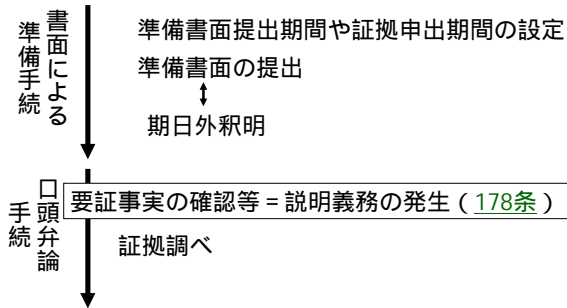 書面による
準備手続
準備書面提出期間や証拠申出期間の設定
準備書面の提出
期日外釈明
口頭弁論
手続
要証事実の確認等=説明義務の発生(178条)
証拠調べ